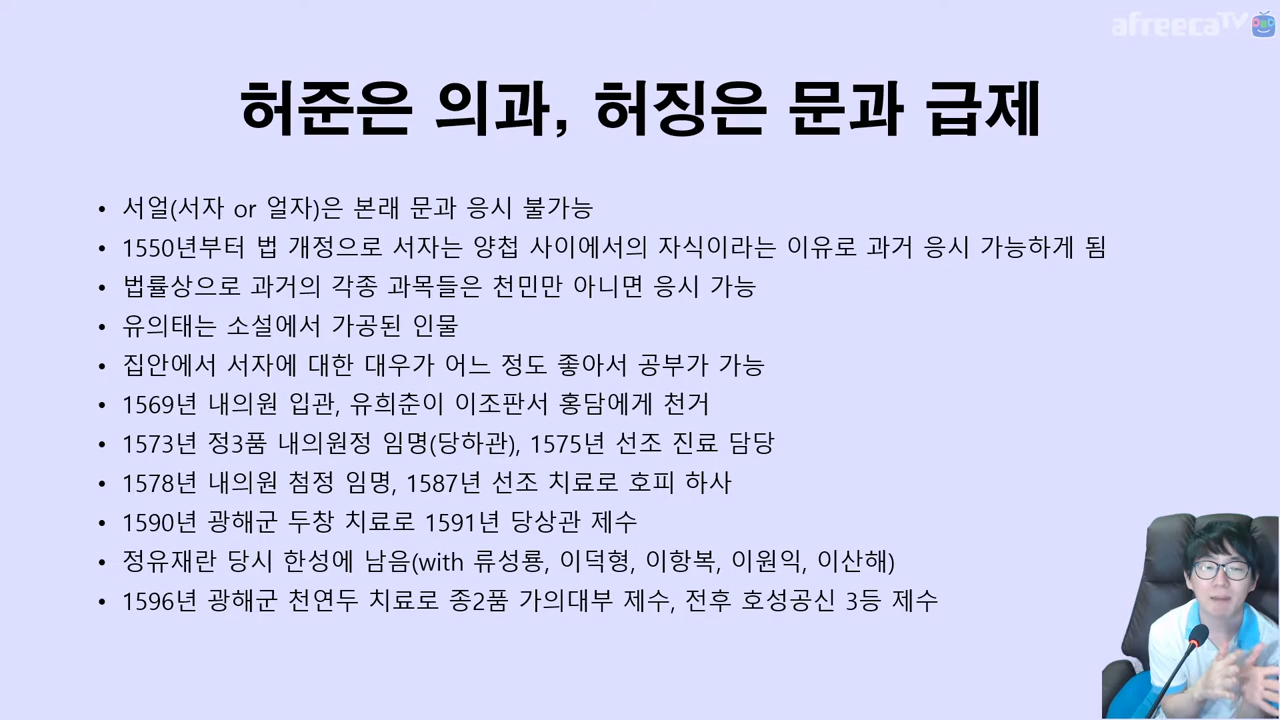 afreecaTV
허준은 의과, 허징은 문과 급제
• 서얼(서자 or 얼자)은 본래 문과 응시 불가능
• 1550년부터 법 개정으로 서자는 양첩 사이에서의 자식이라는 이유로 과거 응시 가능하게 됨
• 법률상으로 과거의 각종 과목들은 천민만 아니면 응시 가능
• 유의태는 소설에서 가공된 인물
• 집안에서 서자에 대한 대우가 어느 정도 좋아서 공부가 가능
• 1569년 내의원 입관, 유희춘이 이조판서 홍담에게 천거
• 1573년 정3품 내의원정 임명(당하관), 1575년 선조 진료 담당
• 1578년 내의원 첨정 임명, 1587년 선조 치료로 호피 하사
• 1590년 광해군 두창 치료로 1591년 당상관 제수
• 정유재란 당시 한성에 남음(with 류성룡, 이덕형, 이항복, 이원익, 이산해)
• 1596년 광해군 천연두 치료로 종2품 가의대부 제수, 전후 호성공신 3등 제수